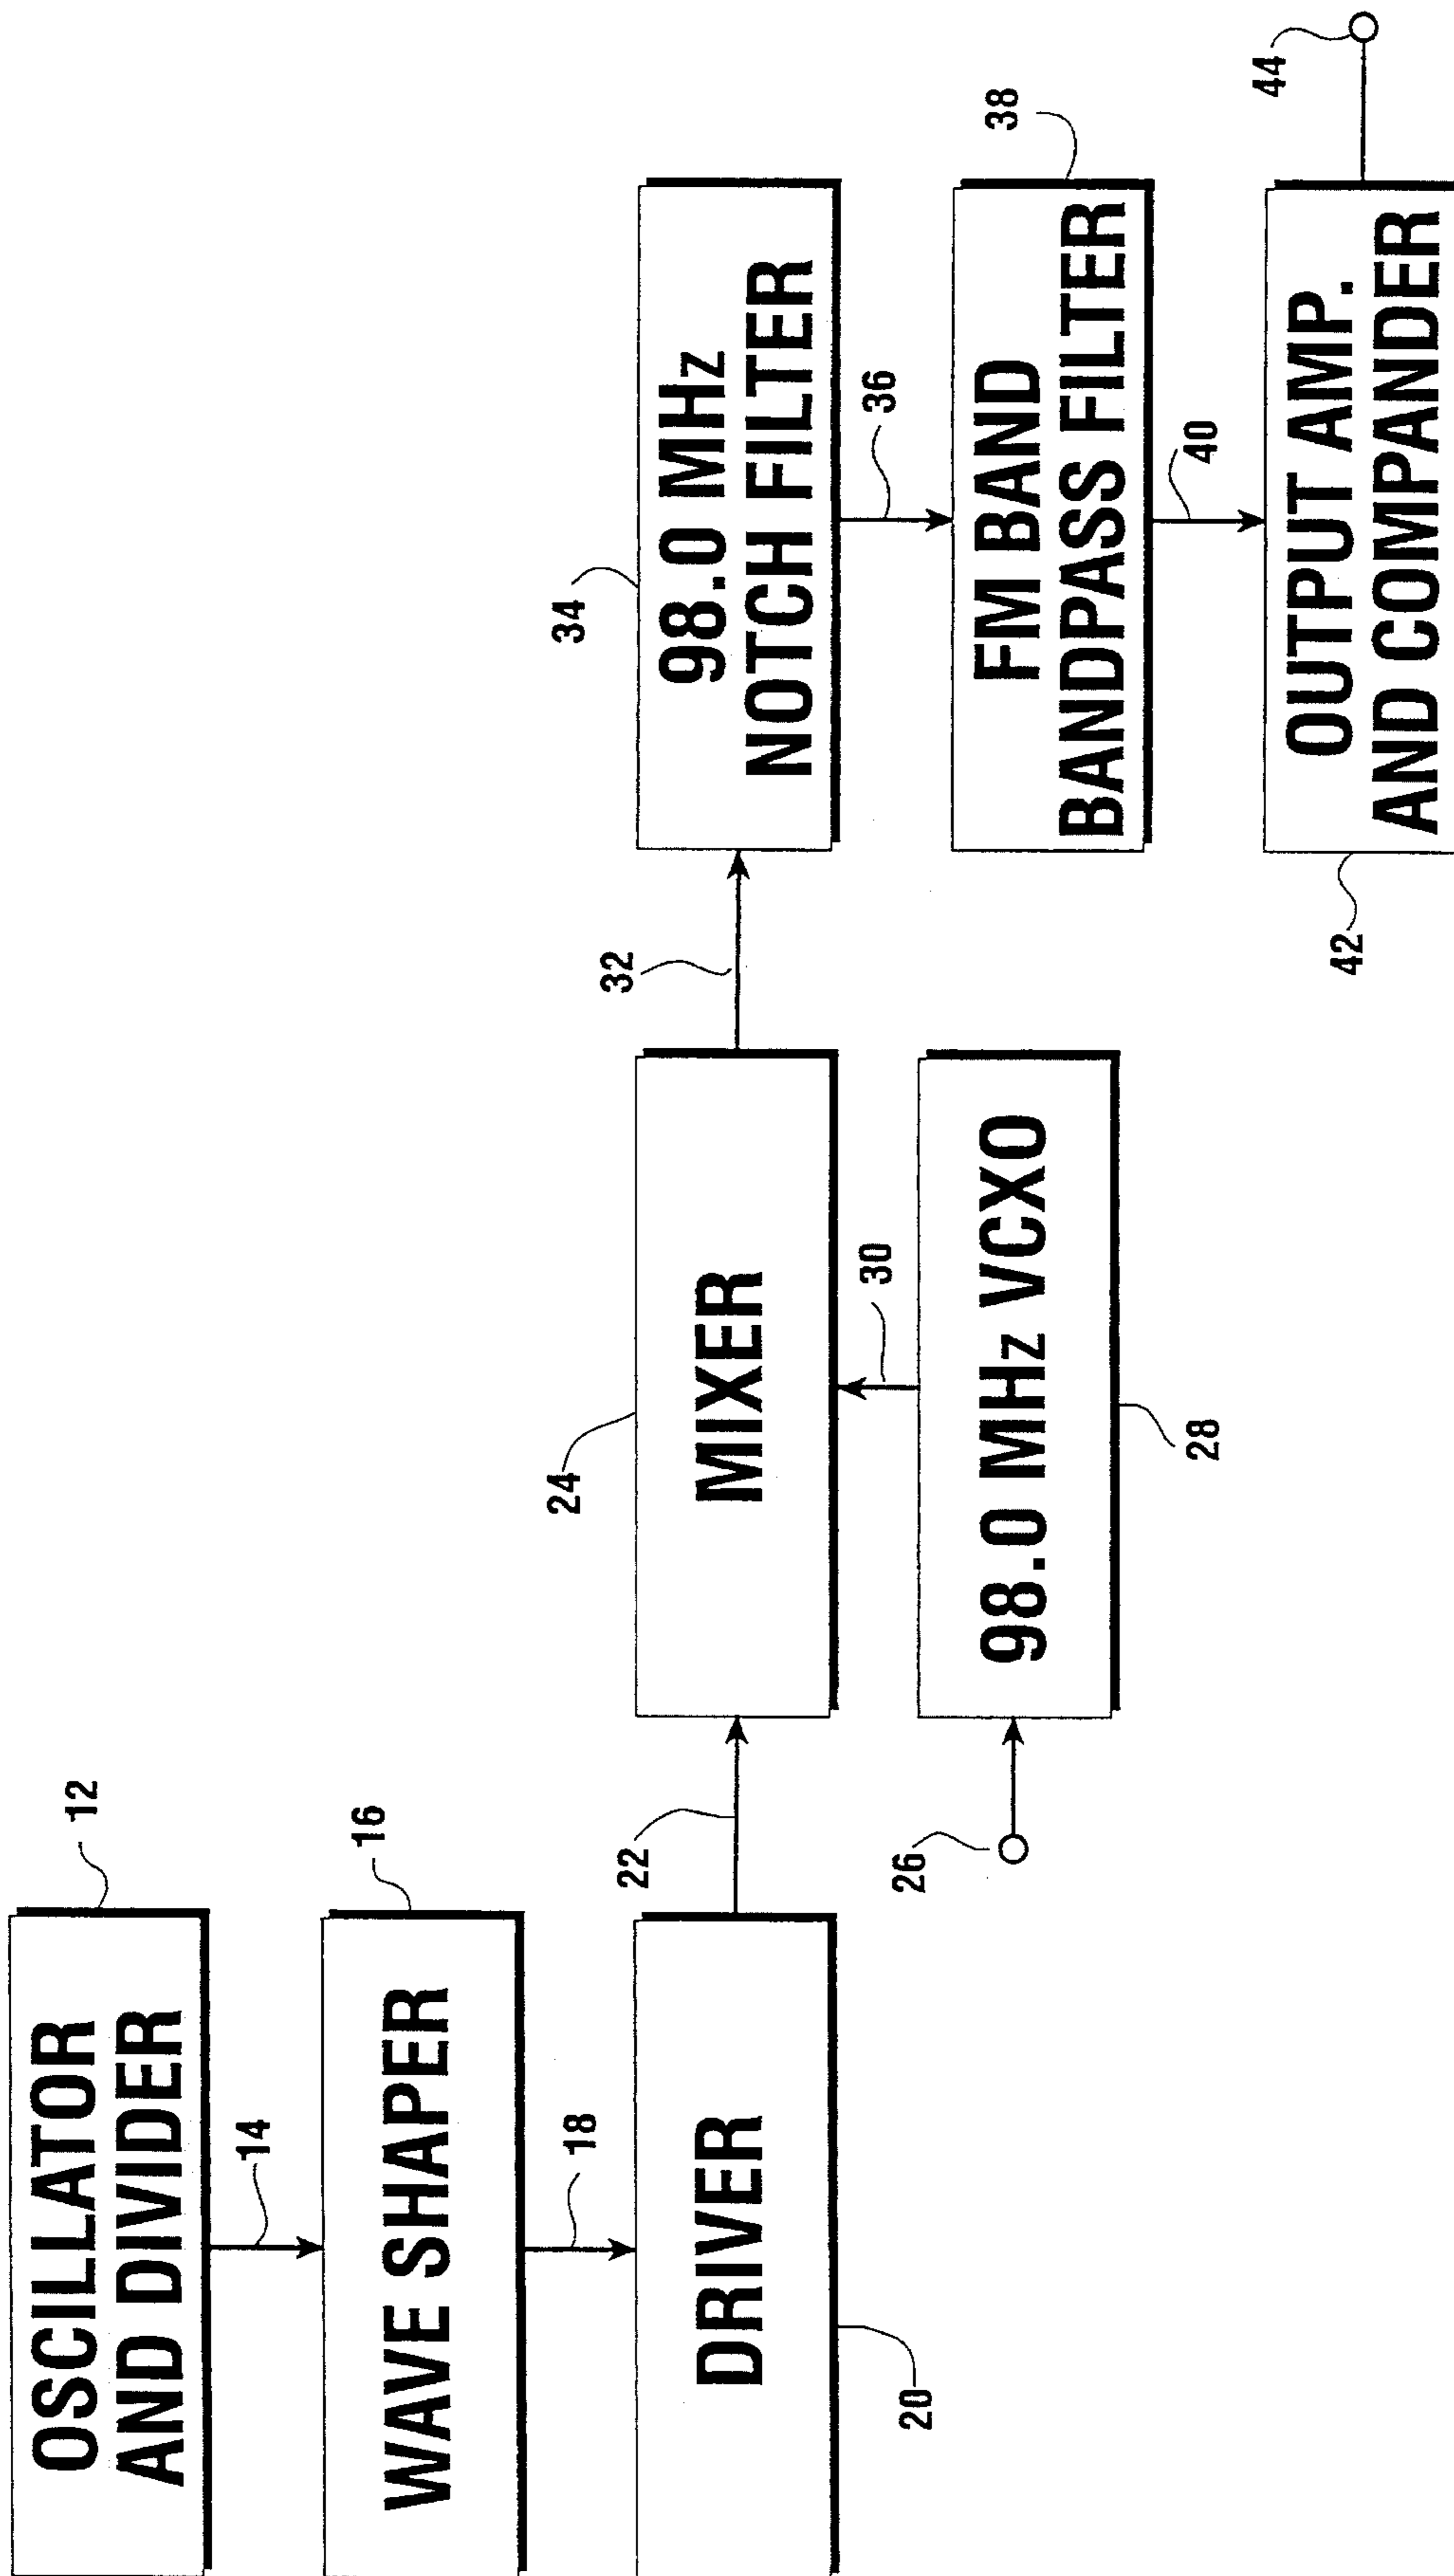 OSCILLATOR
AND DIVIDER
12
14
WAVE SHAPER
16
18
DRIVER
20
22
MIXER
24
26
98.0 MHz VCXO
28
30
32
98.0 MHz
NOTCH FILTER
34
36
FM BAND
BANDPASS FILTER
38
40
OUTPUT AMP.
AND COMPANDER
42
44